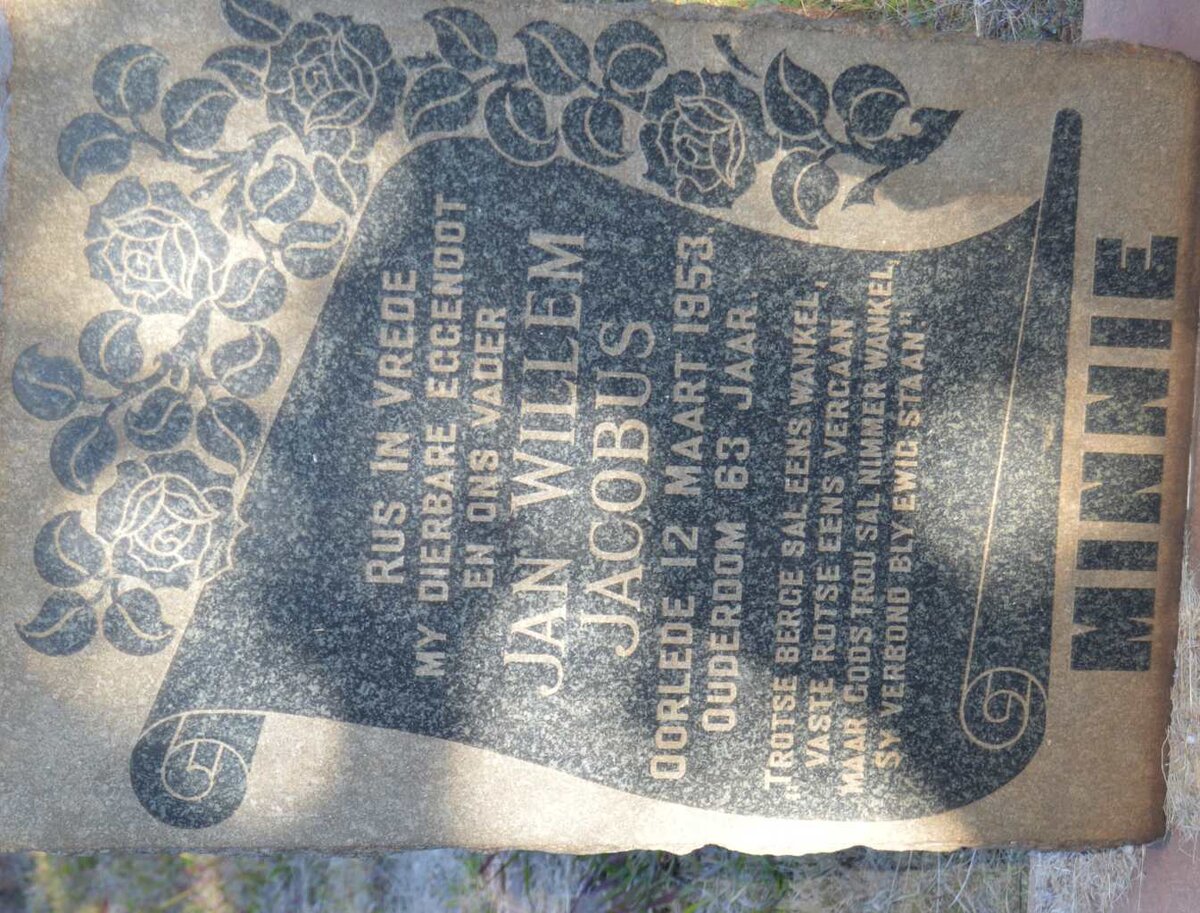 RUS IN VREDE
MY DIERBARE EGGENOOT
EN ONS VADER
JAN WILLEM
JACOBUS
OORLEDE 12 MAART 1953.
OUDERDOM 63 JAAR.
"TROTSE BERGE SAL EENS WANKEL,
VASTE ROTSE EENS VERGAAN
MAAR GODS TROU SAL NIMMER WANKEL,
SY VERBOND BLY EWIG STAAN."
MINNIE